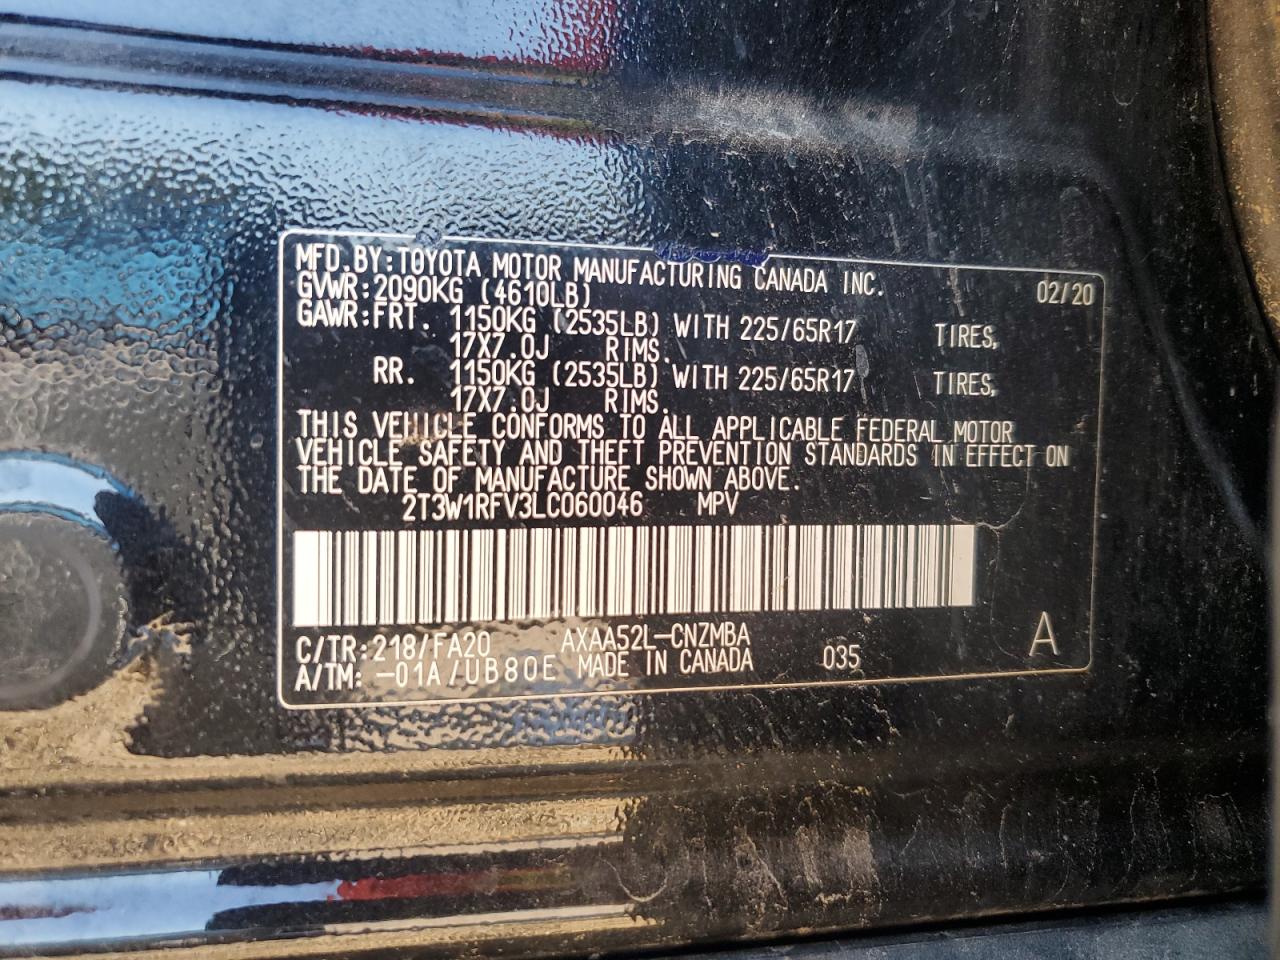 MFD.BY:TOYOTA MOTOR MANUFACTURING CANADA INC.
GVWR:2090KG (4610LB) 02/20
GAWR:FRT. 1150KG (2535LB) WITH 225/65R17 TIRES,
17X7.0J RIMS.
RR. 1150KG (2535LB) WITH 225/65R17 TIRES,
17X7.0J RIMS.
THIS VEHICLE CONFORMS TO ALL APPLICABLE FEDERAL MOTOR
VEHICLE SAFETY AND THEFT PREVENTION STANDARDS IN EFFECT ON
THE DATE OF MANUFACTURE SHOWN ABOVE.
2T3W1RFV3LC060046 MPV
C/TR:218/FA20 AXAA52L-CNZMBA
A/TM: -01A/UB80E MADE IN CANADA 035 A